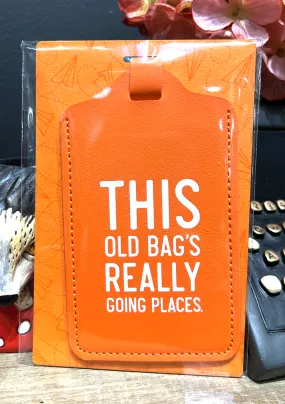 THIS
OLD BAG'S
REALLY
GOING PLACES.